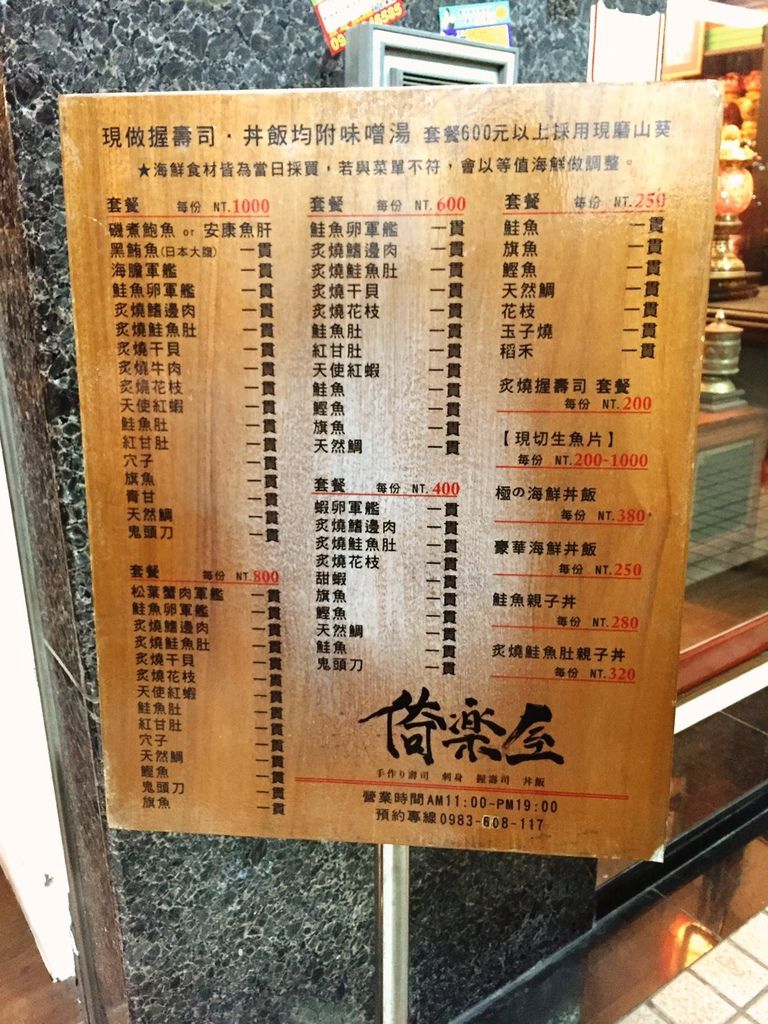 現做握壽司・丼飯均附味噌湯 套餐600元以上採用現磨山葵
★海鮮食材皆為當日採買，若與菜單不符，會以等值海鮮做調整。
套餐 每份 NT.1000
磯煮鮑魚 or 安康魚肝
黑鮪魚(日本大腹) 一貫
海膽軍艦 一貫
鮭魚卵軍艦 一貫
炙燒鰭邊肉 一貫
炙燒鮭魚肚 一貫
炙燒干貝 一貫
炙燒牛肉 一貫
炙燒花枝 一貫
天使紅蝦 一貫
鮭魚肚 一貫
紅甘肚 一貫
穴子 一貫
旗魚 一貫
青甘 一貫
天然鯛 一貫
鬼頭刀 一貫
套餐 每份 NT.800
松葉蟹肉軍艦 一貫
鮭魚卵軍艦 一貫
炙燒鰭邊肉 一貫
炙燒鮭魚肚 一貫
炙燒干貝 一貫
炙燒花枝 一貫
天使紅蝦 一貫
鮭魚肚 一貫
紅甘肚 一貫
穴子 一貫
天然鯛 一貫
鰹魚 一貫
鬼頭刀 一貫
旗魚 一貫
套餐 每份 NT.600
鮭魚卵軍艦 一貫
炙燒鰭邊肉 一貫
炙燒鮭魚肚 一貫
炙燒干貝 一貫
炙燒花枝 一貫
鮭魚肚 一貫
紅甘肚 一貫
天使紅蝦 一貫
鮭魚 一貫
鰹魚 一貫
旗魚 一貫
天然鯛 一貫
套餐 每份 NT.400
蝦卵軍艦 一貫
炙燒鰭邊肉 一貫
炙燒鮭魚肚 一貫
炙燒花枝 一貫
甜蝦 一貫
旗魚 一貫
鰹魚 一貫
天然鯛 一貫
鮭魚 一貫
鬼頭刀 一貫
套餐 每份 NT.250
鮭魚 一貫
旗魚 一貫
鰹魚 一貫
天然鯛 一貫
花枝 一貫
玉子燒 一貫
稻禾 一貫
炙燒握壽司 套餐
每份 NT.200
【現切生魚片】
每份 NT.200-1000
極の海鮮丼飯
每份 NT.380
豪華海鮮丼飯
每份 NT.250
鮭魚親子丼
每份 NT.280
炙燒鮭魚肚親子丼
每份 NT.320
倚楽屋
手作り壽司 刺身 握壽司 丼飯
營業時間AM11:00~PM19:00
預約專線0983-608-117